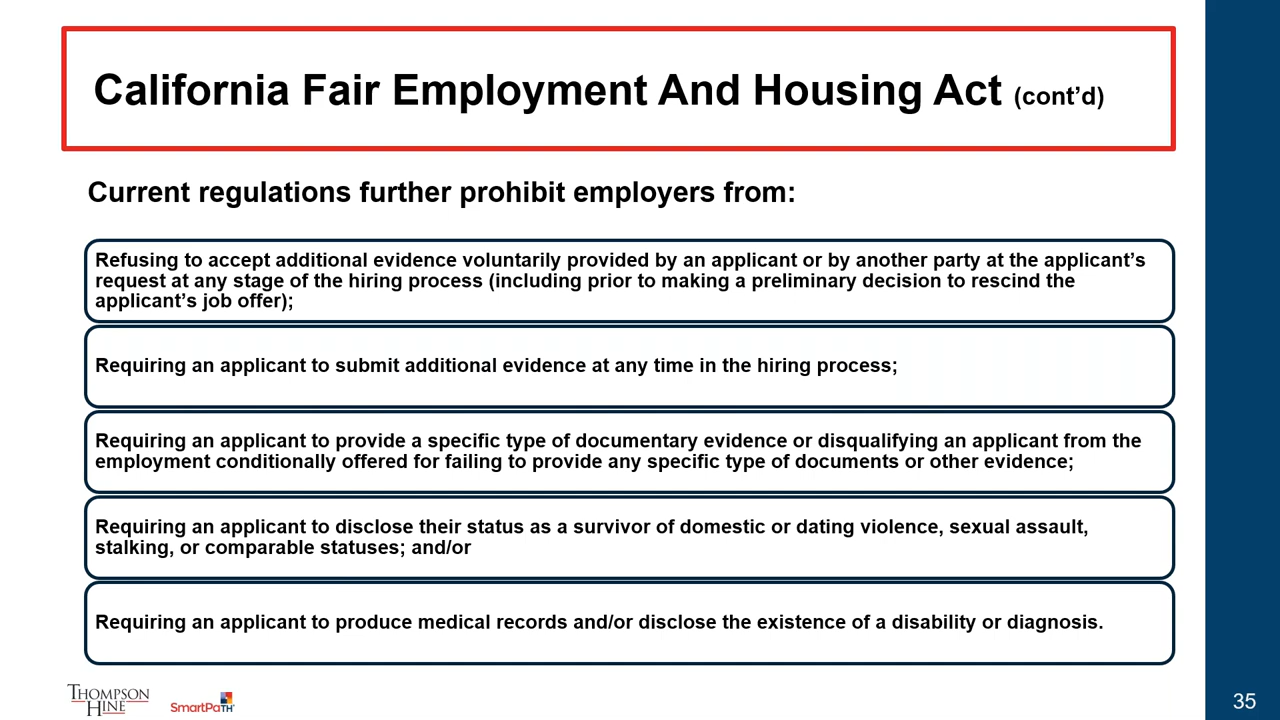 California Fair Employment And Housing Act (cont’d)
Current regulations further prohibit employers from:
Refusing to accept additional evidence voluntarily provided by an applicant or by another party at the applicant’s
request at any stage of the hiring process (including prior to making a preliminary decision to rescind the
applicant’s job offer);
Requiring an applicant to submit additional evidence at any time in the hiring process;
Requiring an applicant to provide a specific type of documentary evidence or disqualifying an applicant from the
employment conditionally offered for failing to provide any specific type of documents or other evidence;
Requiring an applicant to disclose their status as a survivor of domestic or dating violence, sexual assault,
stalking, or comparable statuses; and/or
Requiring an applicant to produce medical records and/or disclose the existence of a disability or diagnosis.
THOMPSON
HINE
SmartPaTH
35